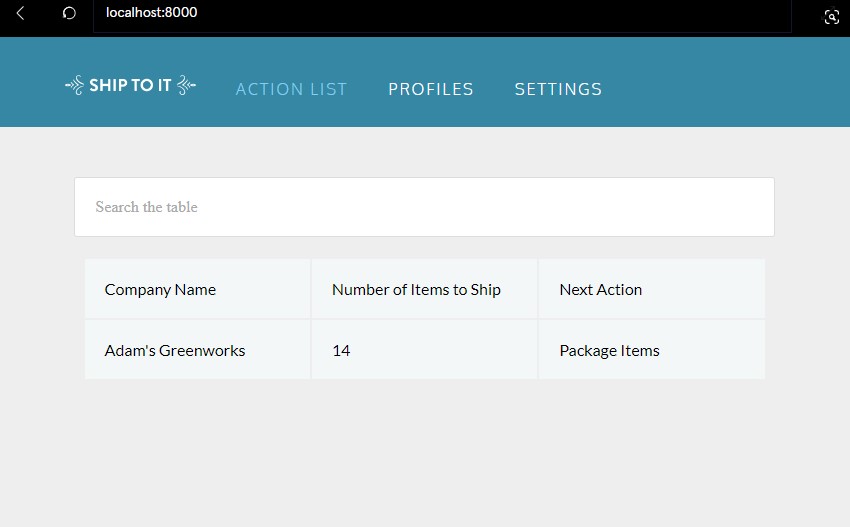 localhost:8000
SHIP TO IT ACTION LIST PROFILES SETTINGS
Search the table
Company Name Number of Items to Ship Next Action
Adam's Greenworks 14 Package Items